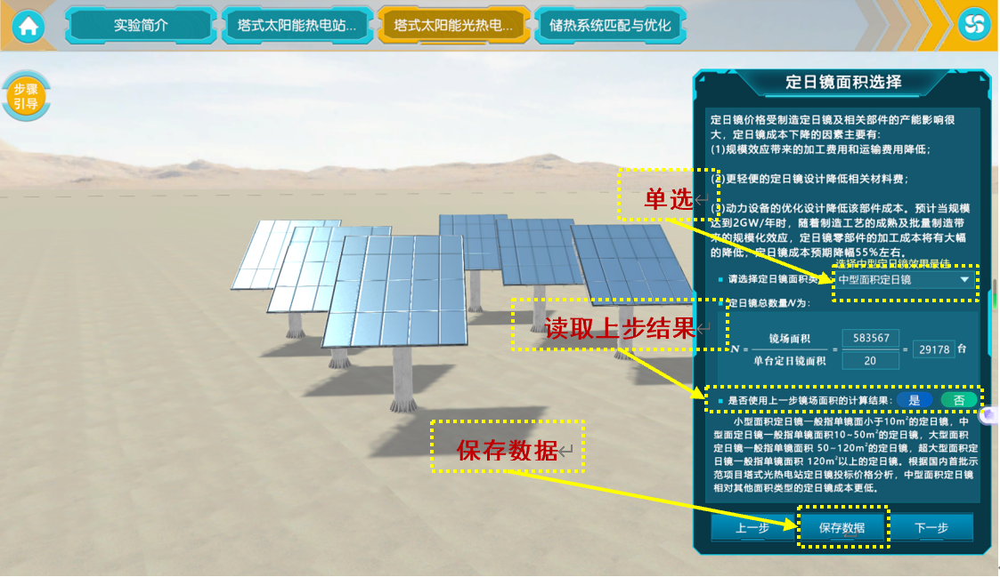 实验简介
塔式太阳能热电站...
塔式太阳能光热电...
储热系统匹配与优化
步骤
引导
定日镜面积选择
定日镜价格受制造定日镜及相关部件的产能影响很
大，定日镜成本下降的因素主要有：
(1)规模效应带来的加工费用和运输费用降低；
单选
(2)更轻便的定日镜设计降低相关材料费；
(3)动力设备的优化设计降低该部件成本。预计当规模
达到2GW/年时，随着制造工艺的成熟及批量制造带
来的规模化效应，定日镜零部件的加工成本将有大幅
的降低，定日镜成本预期降幅55%左右。
选择中型定日镜效果最佳
请选择定日镜面积类
中型面积定日镜
定日镜总数量N为：
读取上步结果
N = 镜场面积 / 单台定日镜面积 = 583567 / 20 = 29178 台
是否使用上一步镜场面积的计算结果： 是 否
小型面积定日镜一般指单镜面小于10m²的定日镜，中
型面定日镜一般指单镜面积10~50m²的定日镜，大型面积
定日镜一般指单镜面积 50~120m²的定日镜，超大型面积定
日镜一般指单镜面积 120m²以上的定日镜。根据国内首批示
范项目塔式光热电站定日镜投标价格分析，中型面积定日镜
相对其他面积类型的定日镜成本更低。
保存数据
上一步
保存数据
下一步